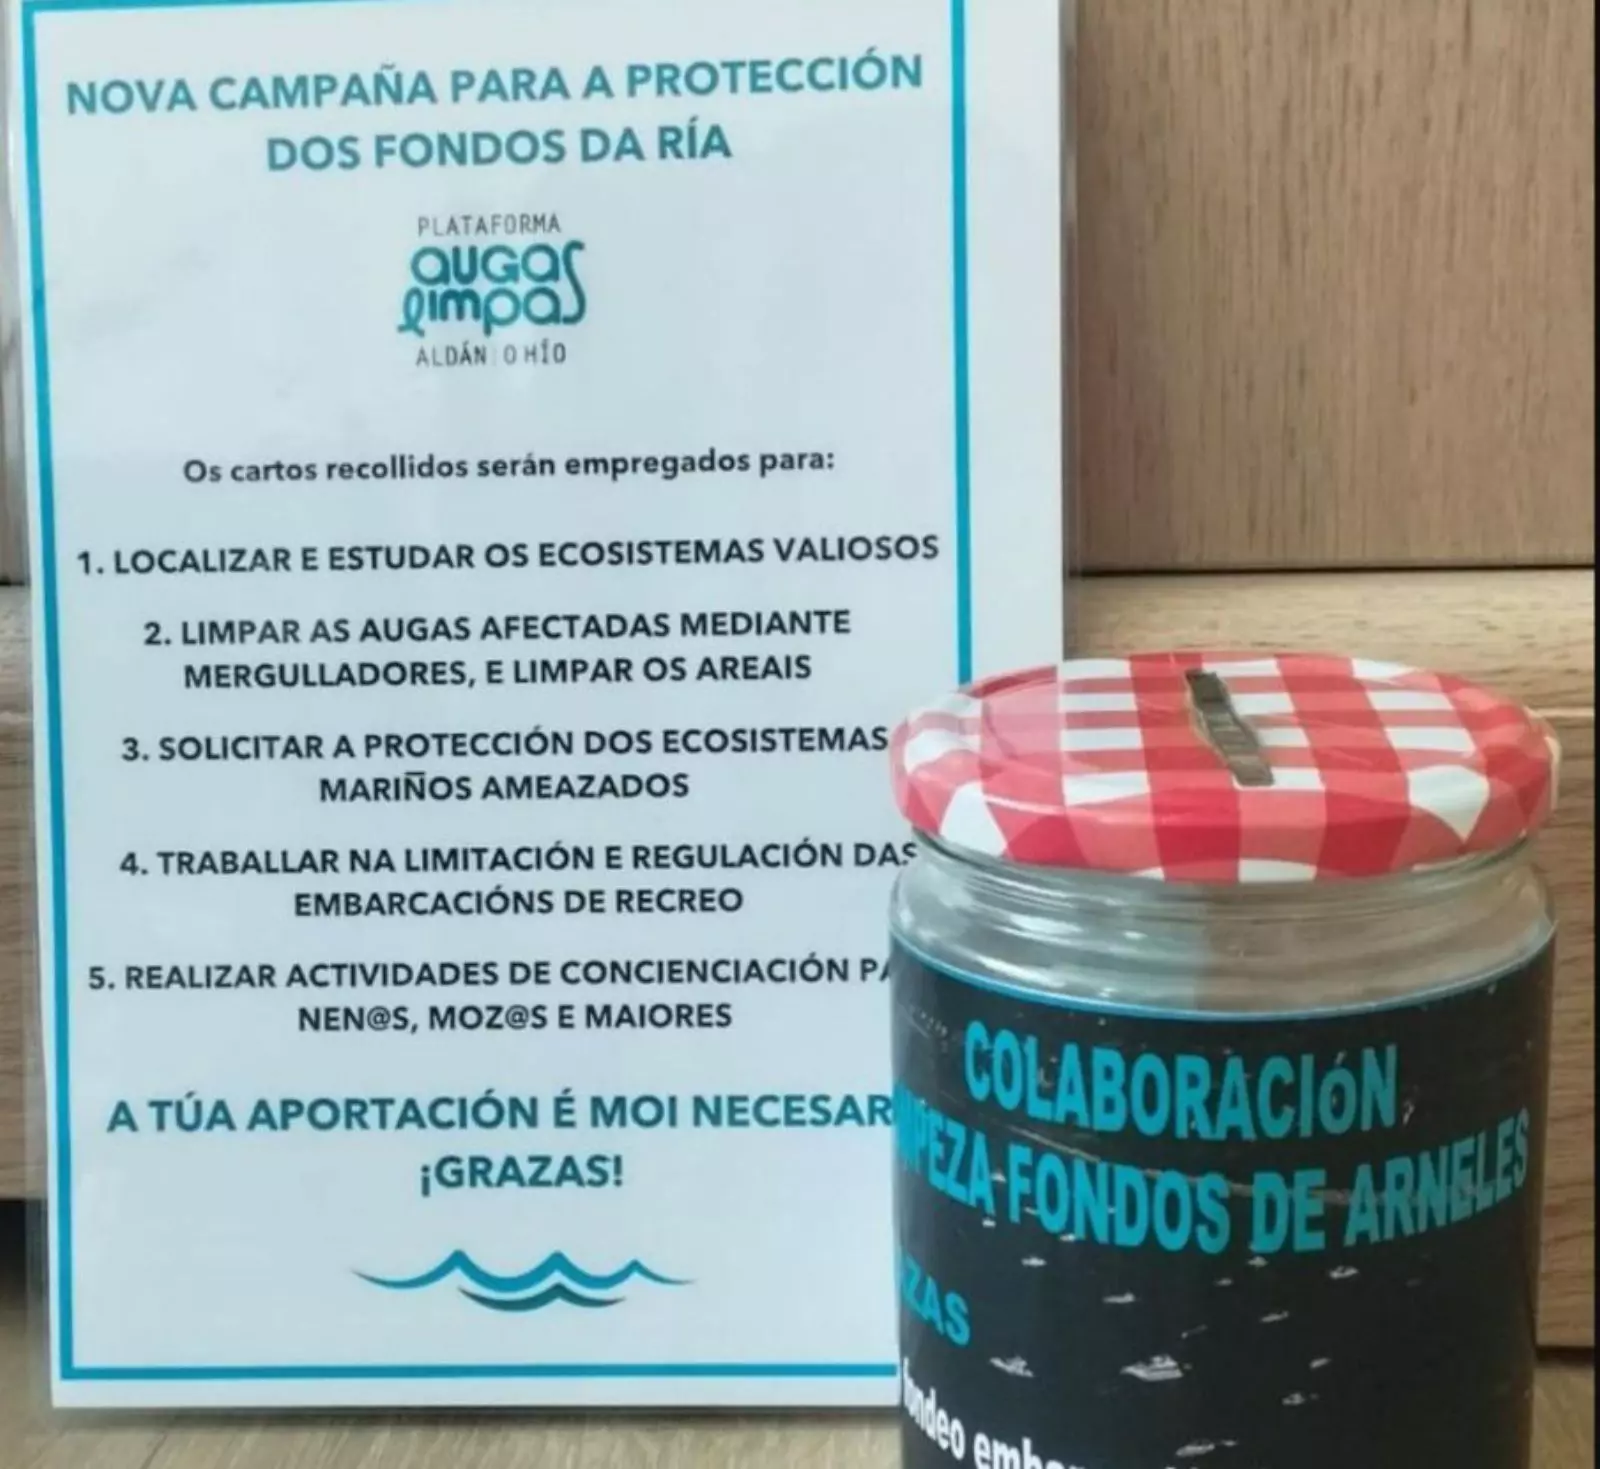 NOVA CAMPAÑA PARA A PROTECCIÓN
DOS FONDOS DA RÍA
PLATAFORMA
augas
limpas
ALDÁN O HÍO
Os cartos recollidos serán empregados para:
1. LOCALIZAR E ESTUDAR OS ECOSISTEMAS VALIOSOS
2. LIMPAR AS AUGAS AFECTADAS MEDIANTE
MERGULLADORES, E LIMPAR OS AREAIS
3. SOLICITAR A PROTECCIÓN DOS ECOSISTEMAS
MARIÑOS AMEAZADOS
4. TRABALLAR NA LIMITACIÓN E REGULACIÓN DAS
EMBARCACIÓNS DE RECREO
5. REALIZAR ACTIVIDADES DE CONCIENCIACIÓN
NEN@S, MOZ@S E MAIORES
A TÚA APORTACIÓN É MOI
¡GRAZAS!
COLABORACIÓN
FONDOS DE ARNELES